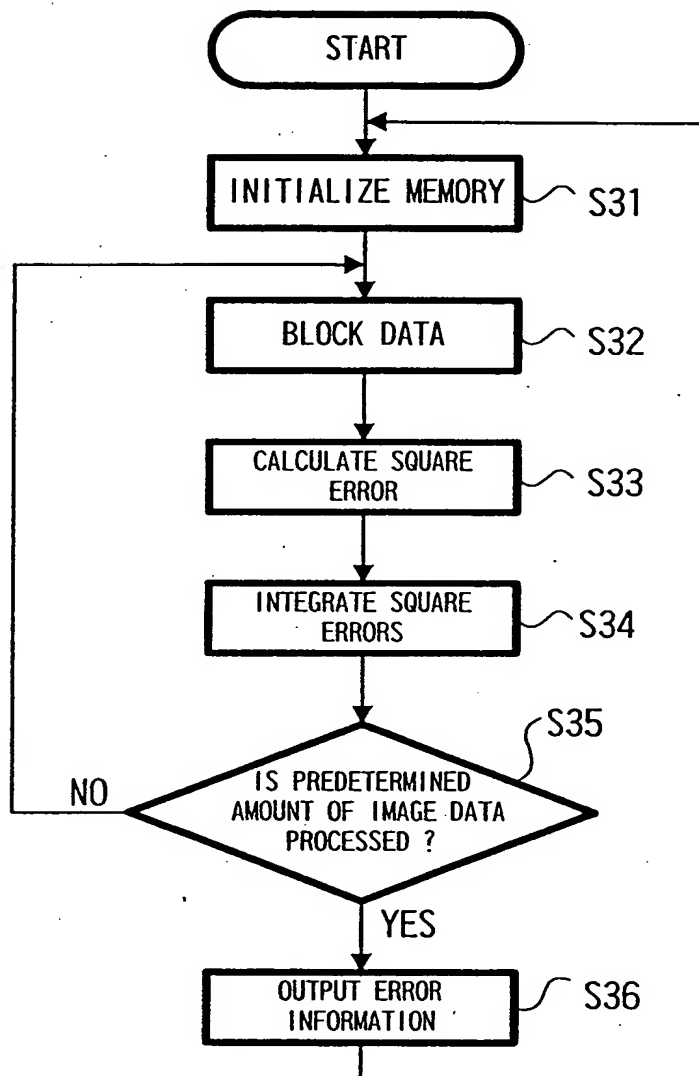 START
INITIALIZE MEMORY
S31
BLOCK DATA
S32
CALCULATE SQUARE
ERROR
S33
INTEGRATE SQUARE
ERRORS
S34
S35
IS PREDETERMINED
AMOUNT OF IMAGE DATA
PROCESSED ?
NO
YES
OUTPUT ERROR
INFORMATION
S36